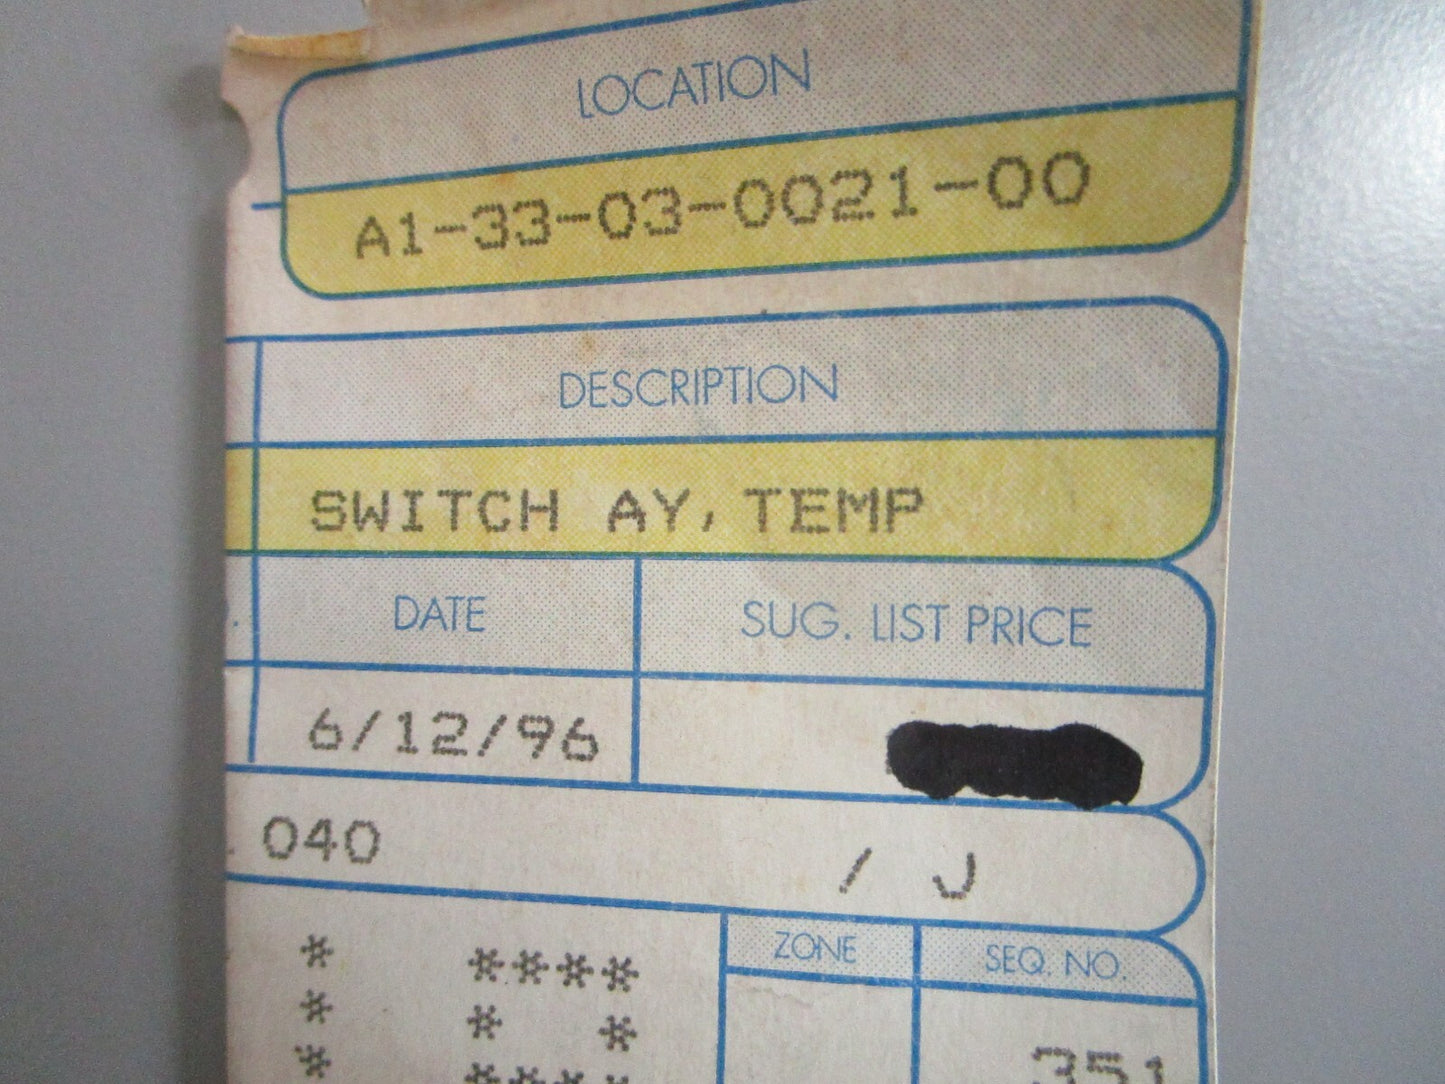 LOCATION
A1-33-03-0021-00
DESCRIPTION
SWITCH AY, TEMP
DATE SUG. LIST PRICE
6/12/96
040 / J
ZONE SEQ. NO.
* ****
* * *
* ****
351